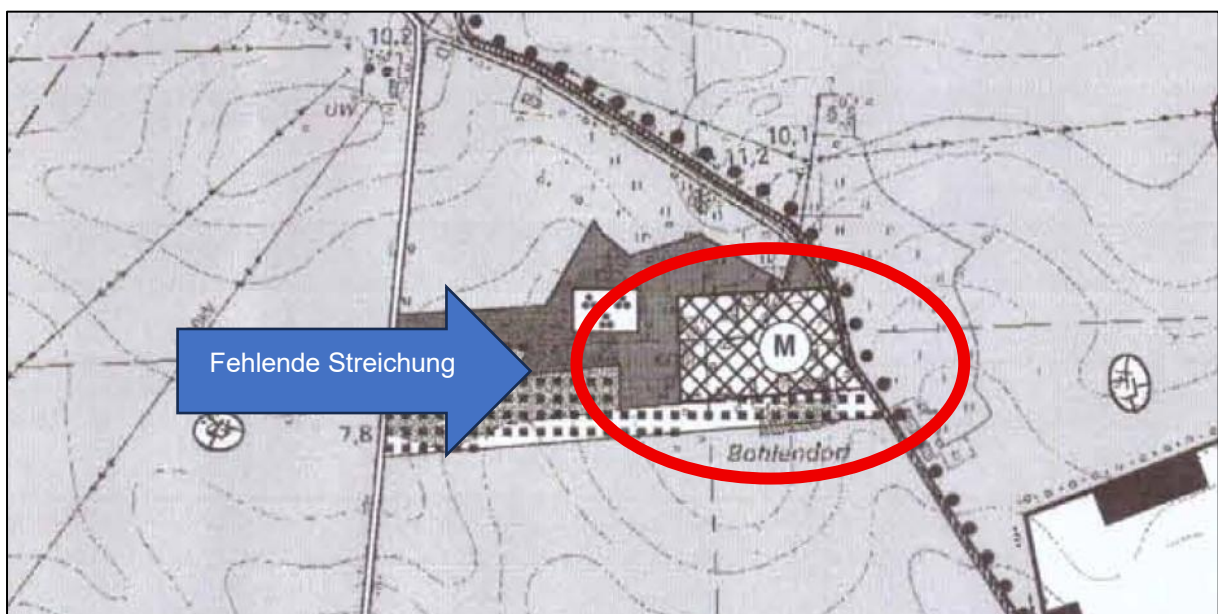 10,2
UW
10,1
11,2
S
Fehlende Streichung
M
7,8
Bohlendorf